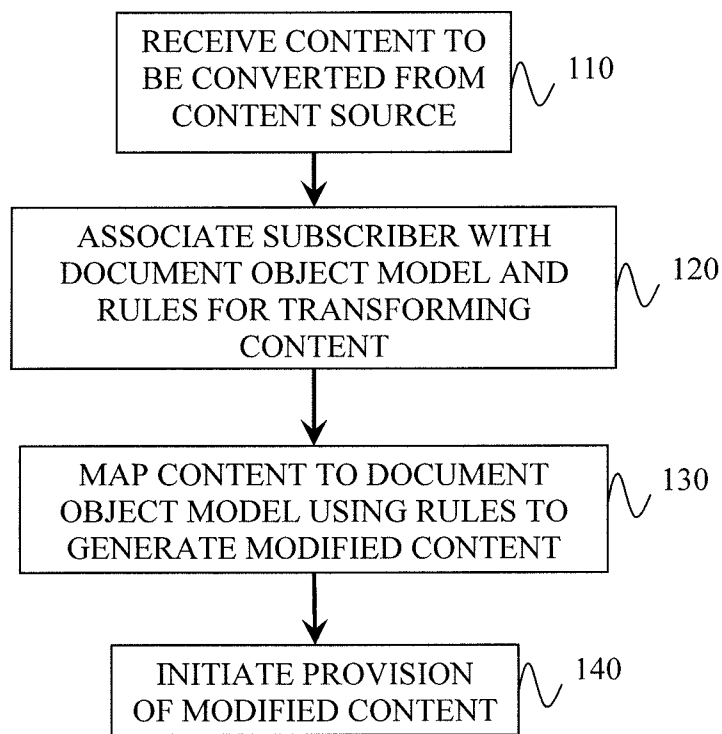 RECEIVE CONTENT TO
BE CONVERTED FROM
CONTENT SOURCE
110
ASSOCIATE SUBSCRIBER WITH
DOCUMENT OBJECT MODEL AND
RULES FOR TRANSFORMING
CONTENT
120
MAP CONTENT TO DOCUMENT
OBJECT MODEL USING RULES TO
GENERATE MODIFIED CONTENT
130
INITIATE PROVISION
OF MODIFIED CONTENT
140